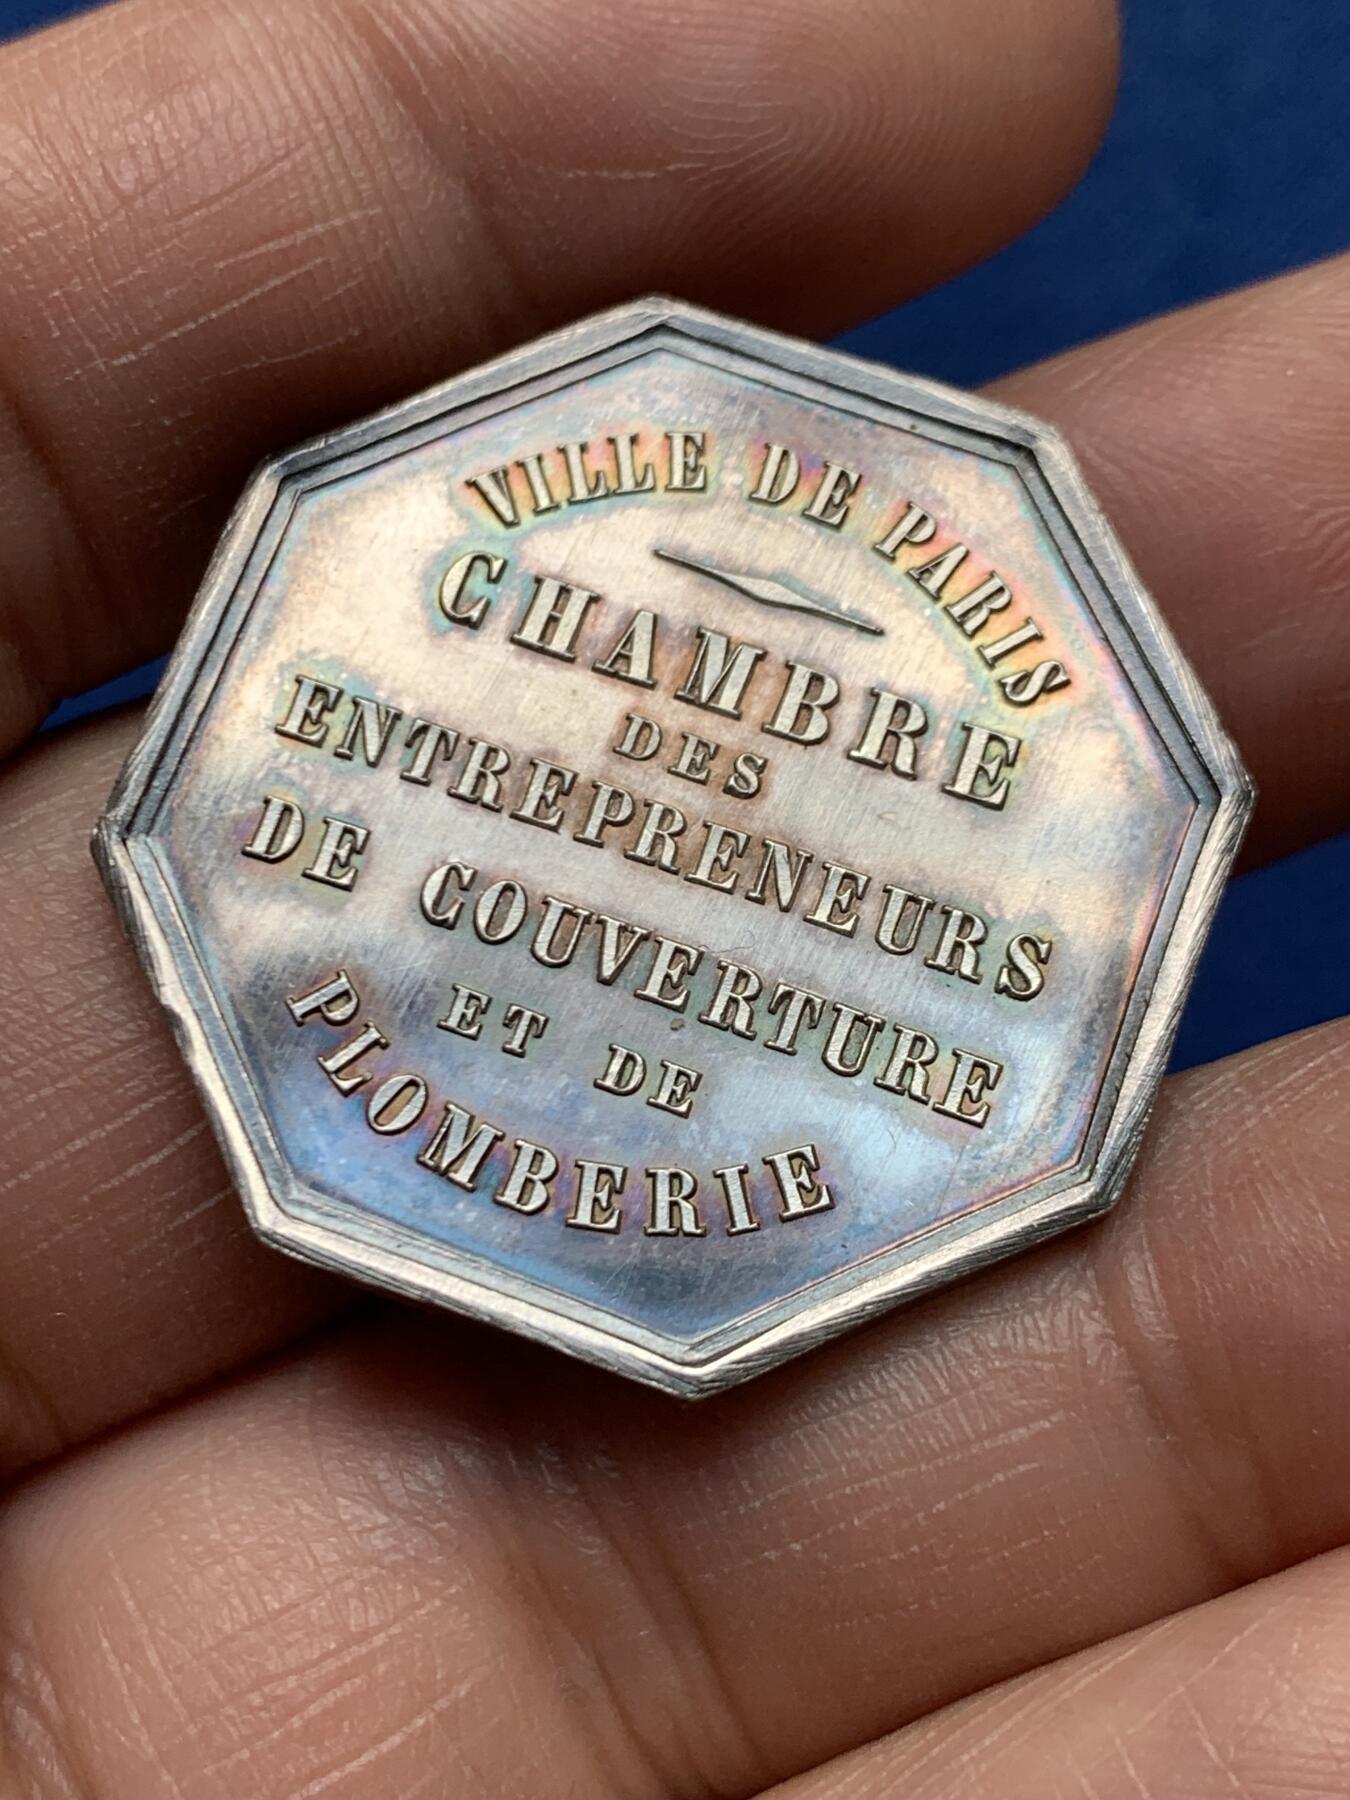 VILLE DE PARIS
CHAMBRE
DES
ENTREPRENEURS
DE COUVERTURE
ET DE
PLOMBERIE